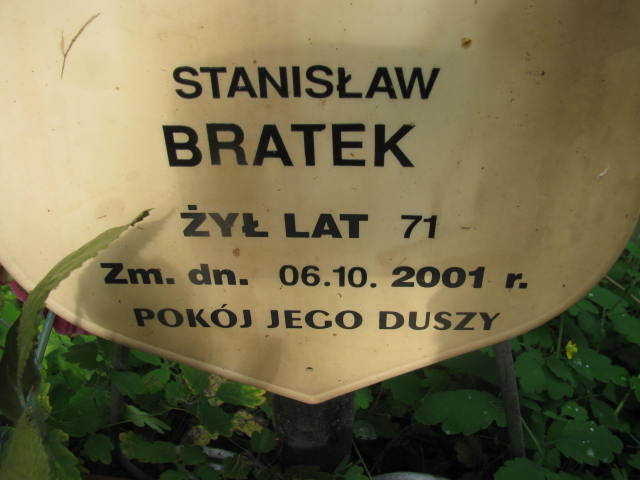 STANISŁAW
BRATEK
ŻYŁ LAT 71
Zm. dn. 06.10. 2001 r.
POKÓJ JEGO DUSZY